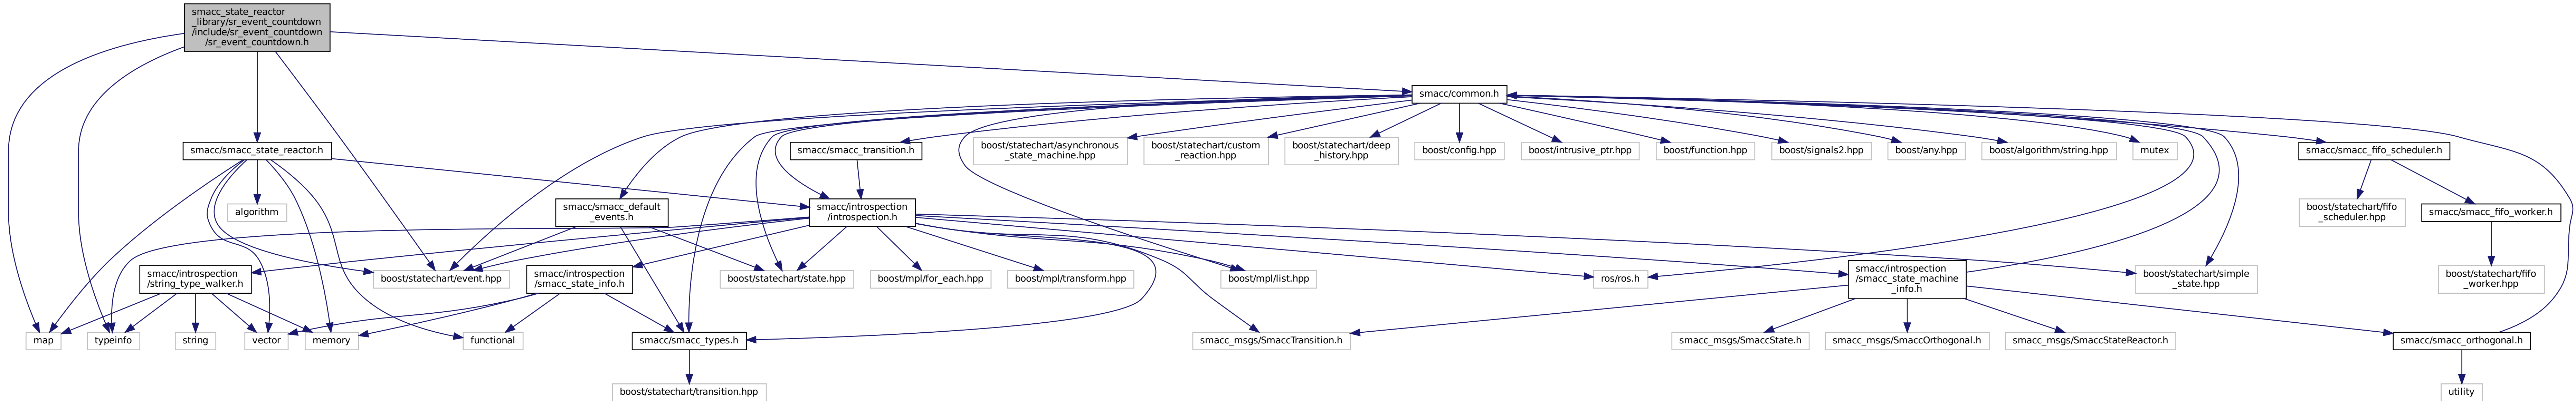 smacc_state_reactor
_library/sr_event_countdown
/include/sr_event_countdown
/sr_event_countdown.h
smacc/common.h
smacc/smacc_state_reactor.h
smacc/smacc_transition.h
boost/statechart/asynchronous
_state_machine.hpp
boost/statechart/custom
_reaction.hpp
boost/statechart/deep
_history.hpp
boost/config.hpp
boost/intrusive_ptr.hpp
boost/function.hpp
boost/signals2.hpp
boost/any.hpp
boost/algorithm/string.hpp
mutex
smacc/smacc_fifo_scheduler.h
algorithm
smacc/smacc_default
_events.h
smacc/introspection
/introspection.h
boost/statechart/fifo
_scheduler.hpp
smacc/smacc_fifo_worker.h
smacc/introspection
/string_type_walker.h
boost/statechart/event.hpp
smacc/introspection
/smacc_state_info.h
boost/statechart/state.hpp
boost/mpl/for_each.hpp
boost/mpl/transform.hpp
boost/mpl/list.hpp
ros/ros.h
smacc/introspection
/smacc_state_machine
_info.h
boost/statechart/simple
_state.hpp
boost/statechart/fifo
_worker.hpp
map
typeinfo
string
vector
memory
functional
smacc/smacc_types.h
smacc_msgs/SmaccTransition.h
smacc_msgs/SmaccState.h
smacc_msgs/SmaccOrthogonal.h
smacc_msgs/SmaccStateReactor.h
smacc/smacc_orthogonal.h
boost/statechart/transition.hpp
utility